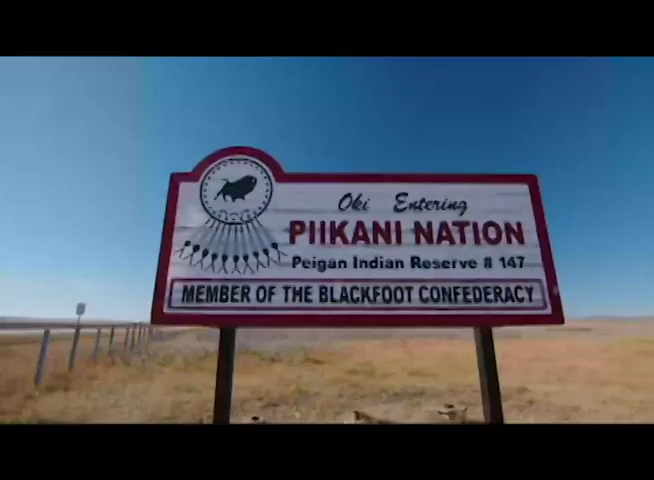 Oki Entering
PIIKANI NATION
Peigan Indian Reserve # 147
MEMBER OF THE BLACKFOOT CONFEDERACY